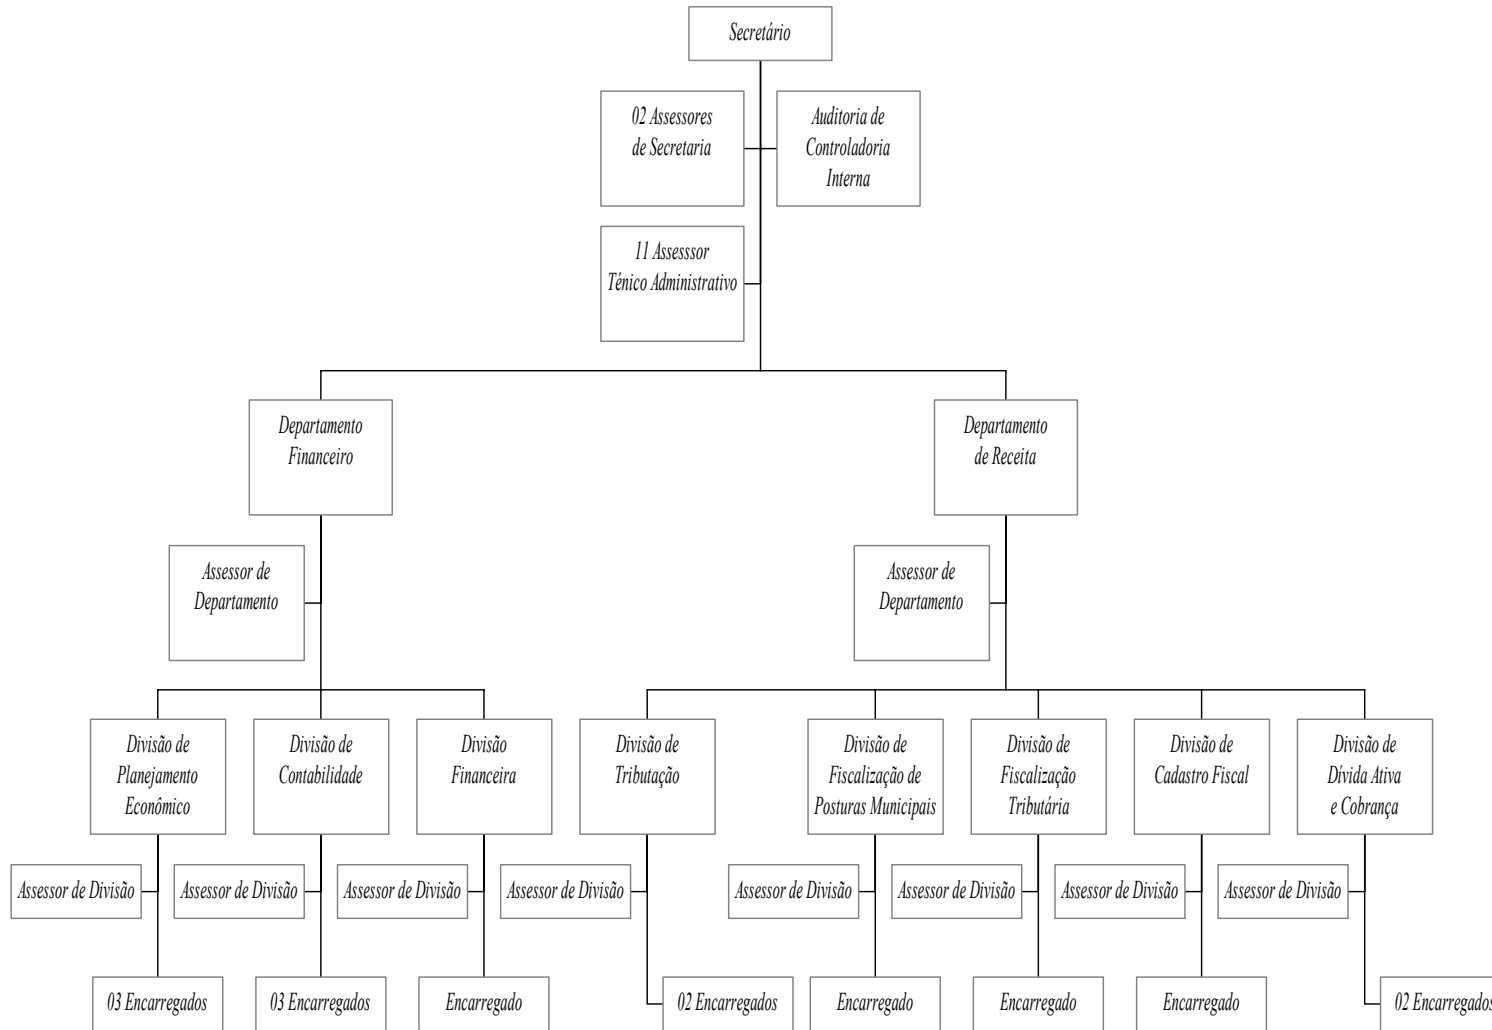 Secretário
02 Assessores
de Secretaria
Auditoria de
Controladoria
Interna
11 Assesssor
Ténico Administrativo
Departamento
Financeiro
Departamento
de Receita
Assessor de
Departamento
Assessor de
Departamento
Divisão de
Planejamento
Econômico
Divisão de
Contabilidade
Divisão
Financeira
Divisão de
Tributação
Divisão de
Fiscalização de
Posturas Municipais
Divisão de
Fiscalização
Tributária
Divisão de
Cadastro Fiscal
Divisão de
Dívida Ativa
e Cobrança
Assessor de Divisão
Assessor de Divisão
Assessor de Divisão
Assessor de Divisão
Assessor de Divisão
Assessor de Divisão
Assessor de Divisão
Assessor de Divisão
03 Encarregados
03 Encarregados
Encarregado
02 Encarregados
Encarregado
Encarregado
Encarregado
02 Encarregados